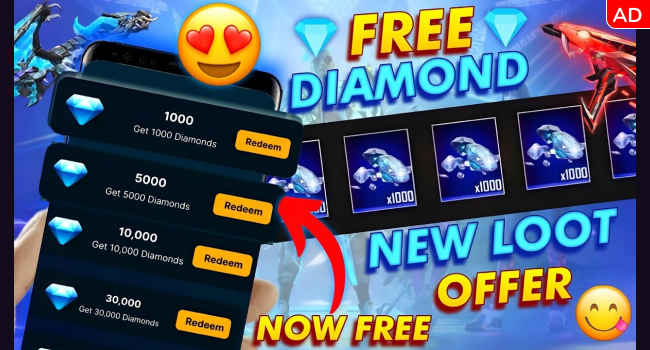 AD
FREE
DIAMOND
1000
Get 1000 Diamonds
Redeem
5000
Get 5000 Diamonds
Redeem
10,000
Get 10,000 Diamonds
Redeem
30,000
Get 30,000 Diamonds
Redeem
x1000
x1000
x1000
NEW LOOT
OFFER
NOW FREE